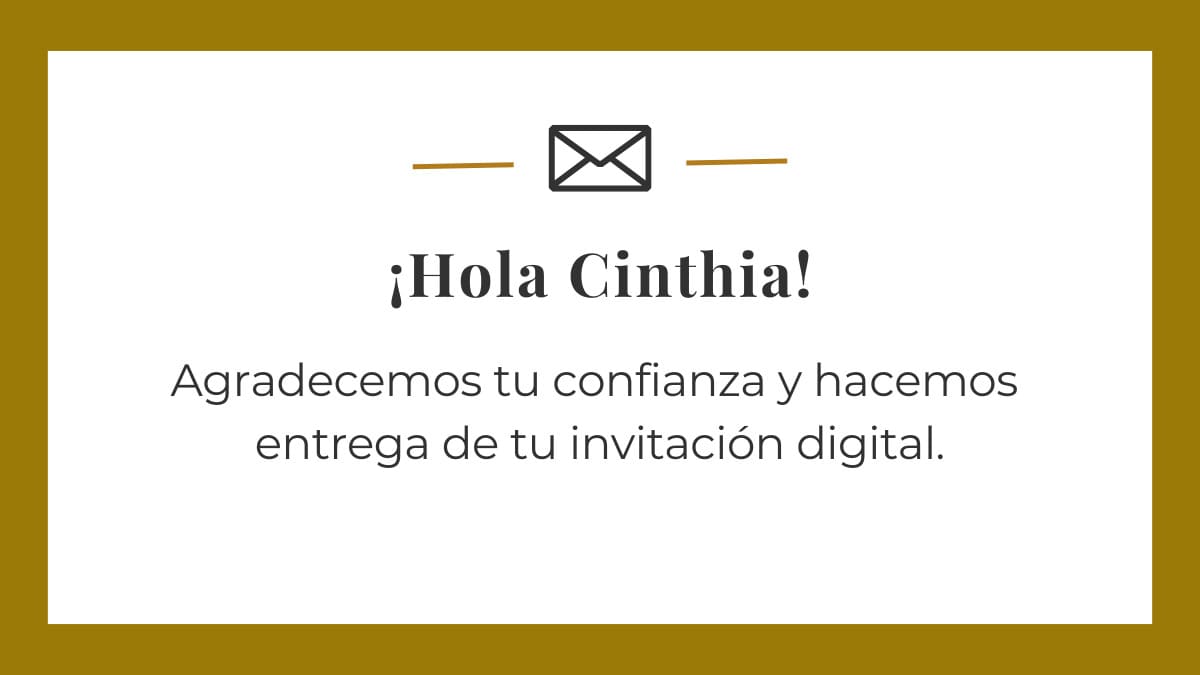 ¡Hola Cinthia!
Agradecemos tu confianza y hacemos
entrega de tu invitación digital.